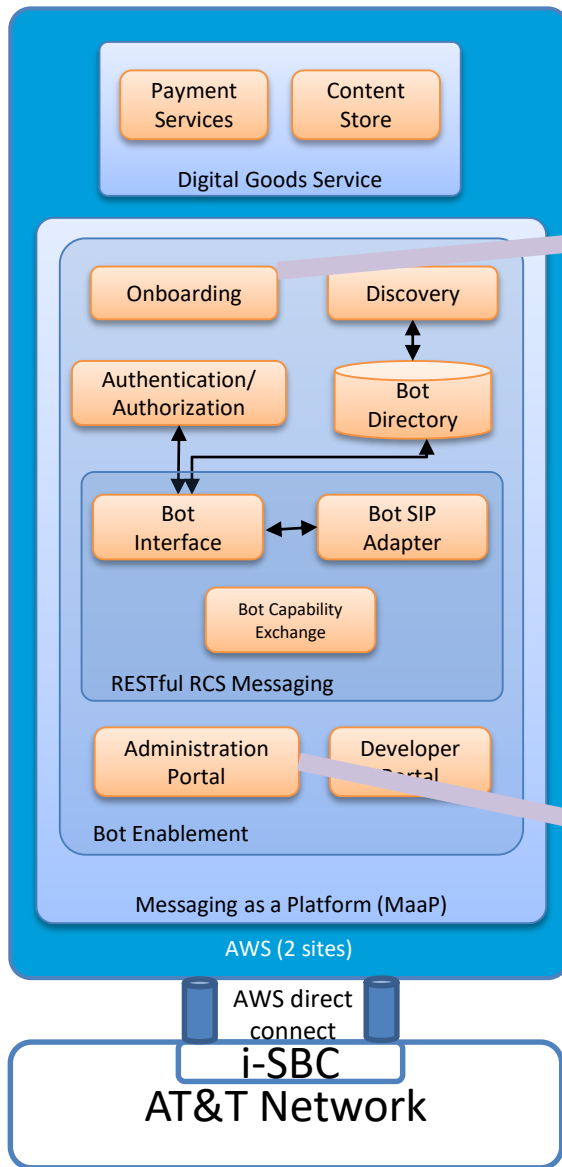 Payment
Services
Content
Store
Digital Goods Service
Onboarding
Discovery
Authentication/
Authorization
Bot
Directory
Bot
Interface
Bot SIP
Adapter
Bot Capability
Exchange
RESTful RCS Messaging
Administration
Portal
Developer
Portal
Bot Enablement
Messaging as a Platform (MaaP)
AWS (2 sites)
AWS direct
connect
i-SBC
AT&T Network